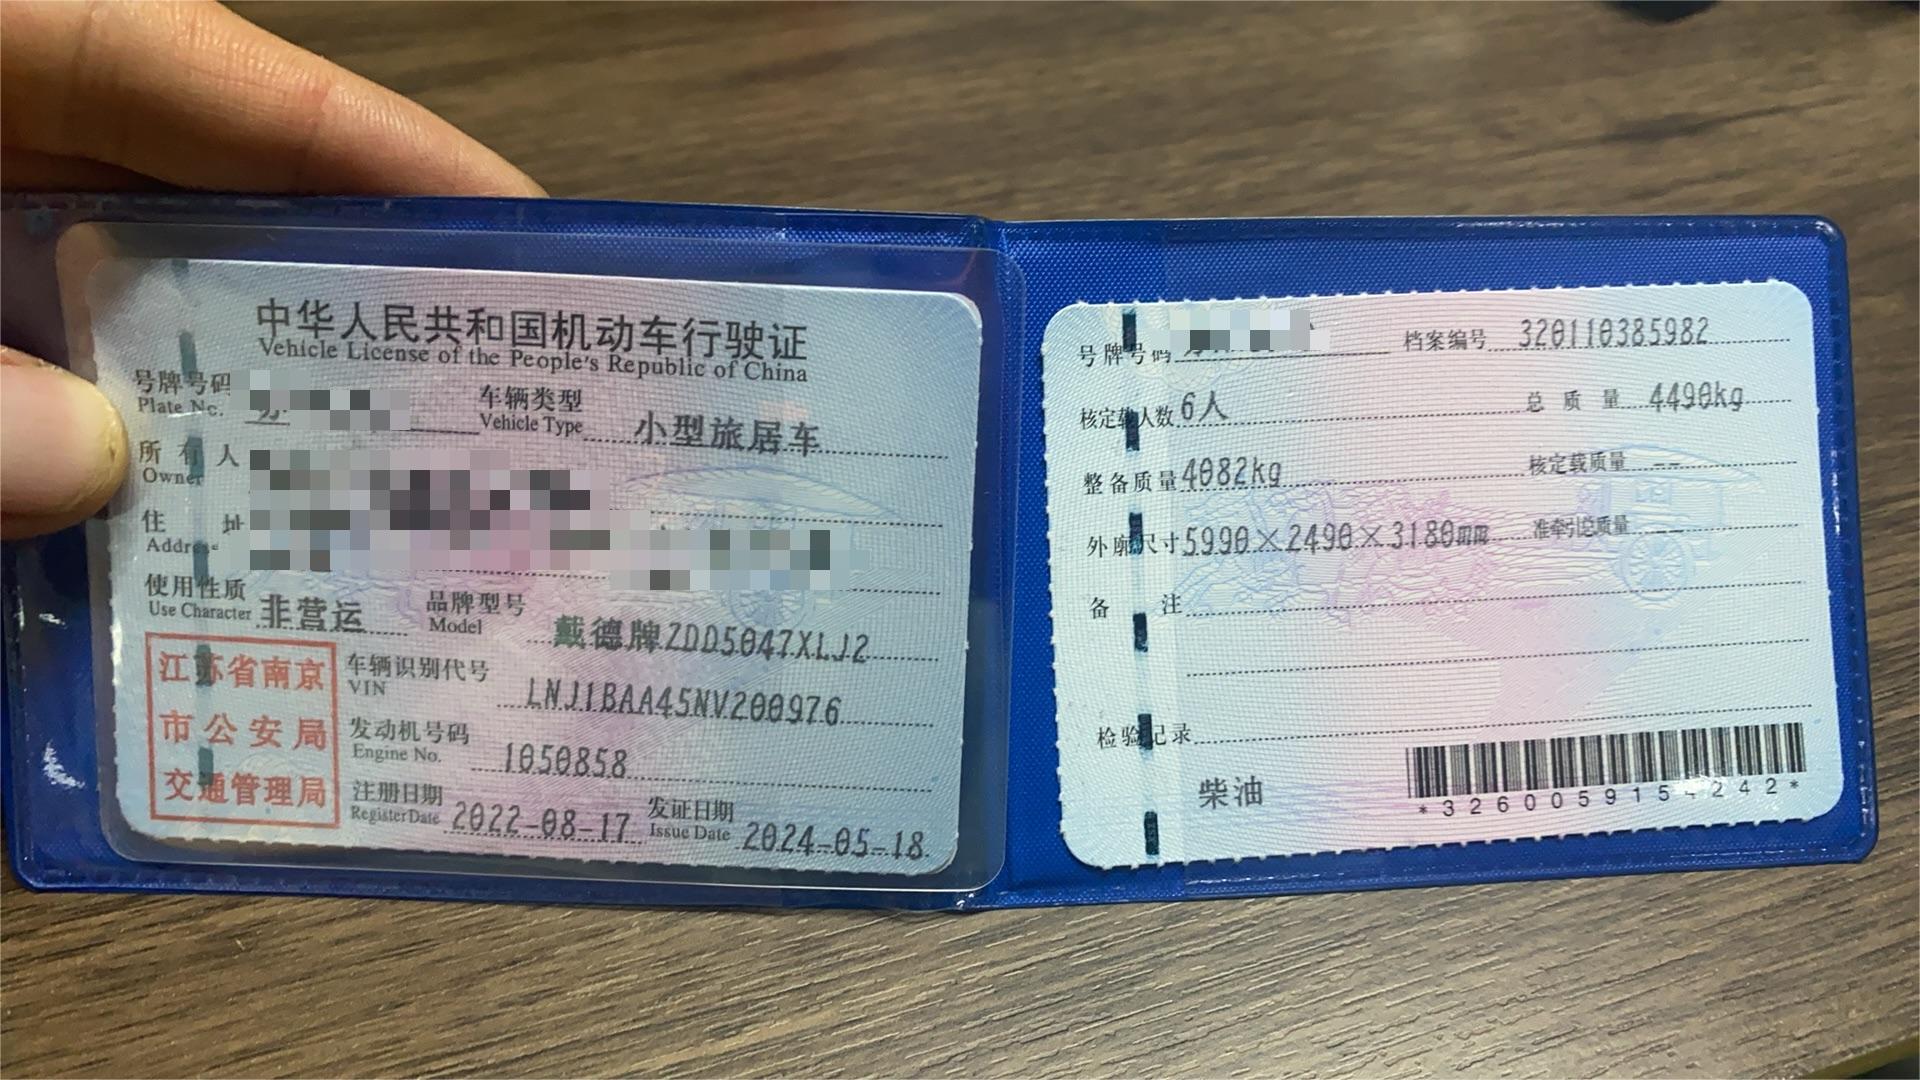 中华人民共和国机动车行驶证
Vehicle License of the People's Republic of China
号牌号码
Plate No.
车辆类型 小型旅居车
Vehicle Type
所有人
Owner
住址
Address
使用性质 非营运
Use Character
品牌型号 戴德牌ZDD5047XLJ2
Model
江苏省南京
市公安局
交通管理局
车辆识别代号 LNJ1BAA45NV200976
VIN
发动机号码 1050858
Engine No.
注册日期 2022-08-17
Register Date
发证日期 2024-05-18
Issue Date
号牌号码
档案编号 320110385982
核定载人数 6人
总质量 4490kg
整备质量 4082kg
核定载质量 --
外廓尺寸 5990×2490×3180mm
准牵引总质量 --
备注
检验记录
柴油
*3260059154242*